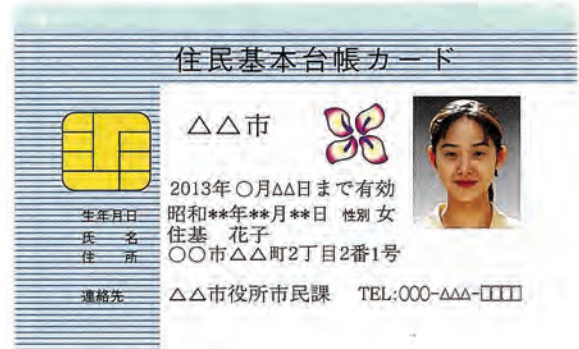 住民基本台帳カード
△△市
2013年○月△△日まで有効
生年月日 昭和**年**月**日 性別 女
氏名 住基 花子
住所 ○○市△△町2丁目2番1号
連絡先 △△市役所市民課 TEL:000-△△△-□□□□